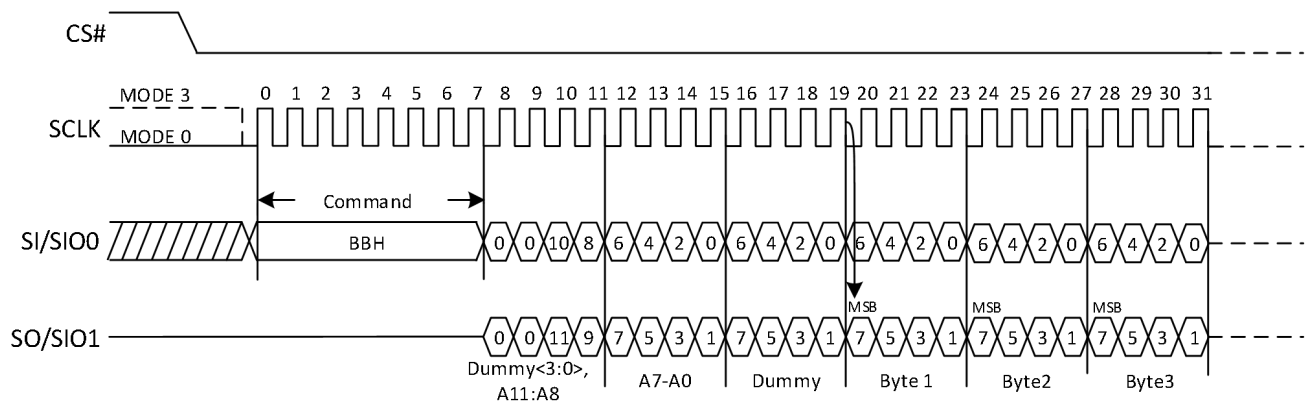 CS#
MODE 3
0 1 2 3 4 5 6 7 8 9 10 11 12 13 14 15 16 17 18 19 20 21 22 23 24 25 26 27 28 29 30 31
SCLK
MODE 0
Command
SI/SIO0
BBH
0 0 10 8 6 4 2 0 6 4 2 0 6 4 2 0 6 4 2 0 6 4 2 0
MSB MSB MSB
SO/SIO1
0 0 11 9 7 5 3 1 7 5 3 1 7 5 3 1 7 5 3 1 7 5 3 1
Dummy<3:0>,
A11:A8
A7-A0 Dummy Byte 1 Byte2 Byte3